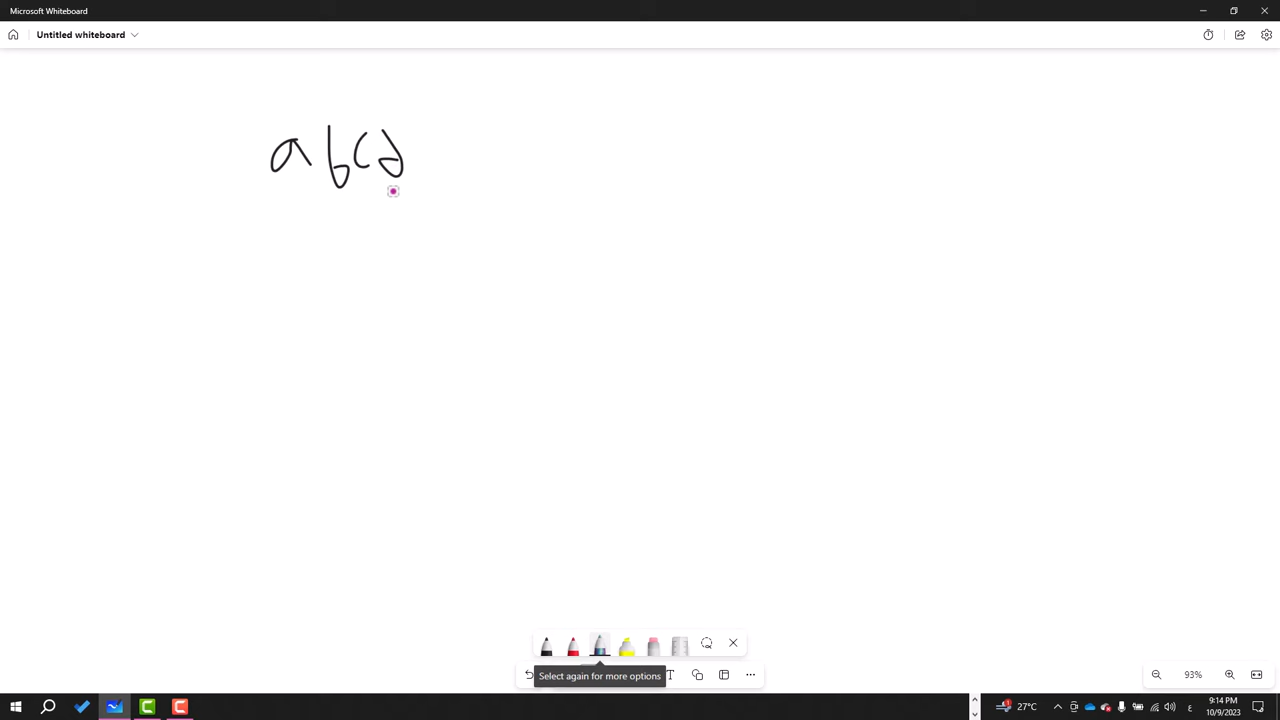 Microsoft Whiteboard
Untitled whiteboard
abcd
Select again for more options
T
93%
27°C
ع
9:14 PM
10/9/2023